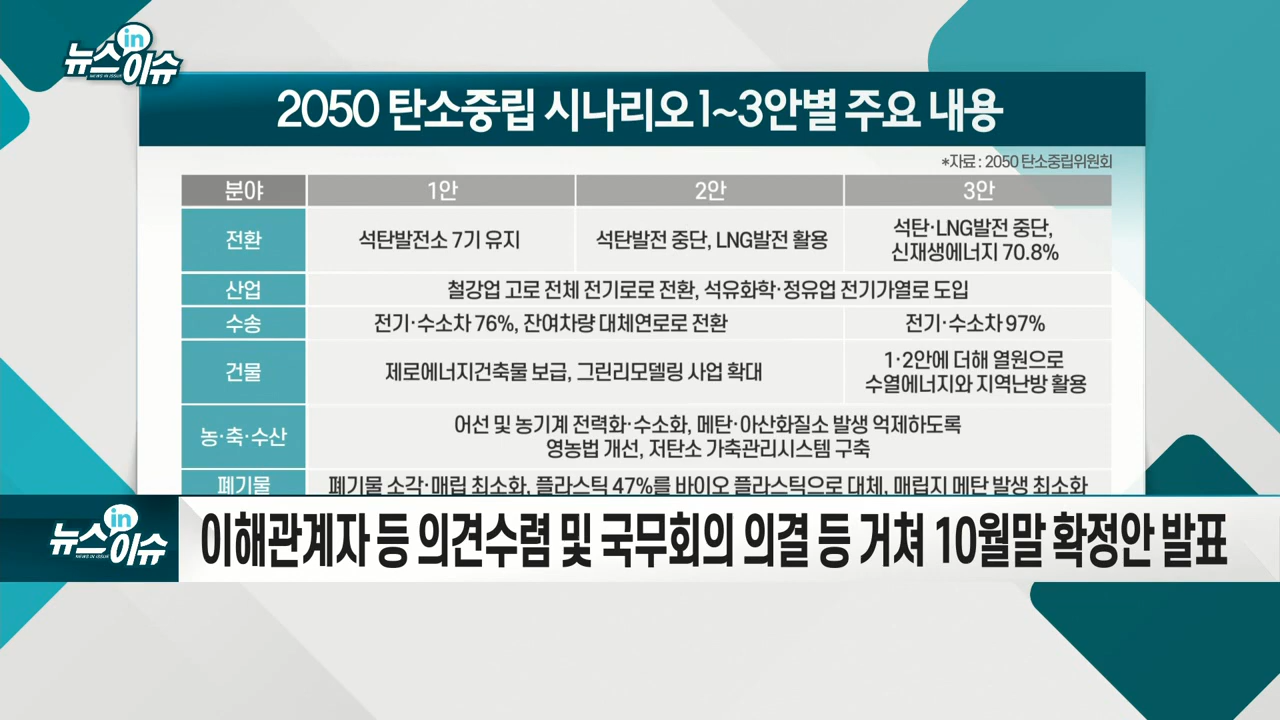 뉴스in이슈
NEWS IN ISSUE
2050 탄소중립 시나리오 1~3안별 주요 내용
*자료 : 2050 탄소중립위원회
분야 1안 2안 3안
전환 석탄발전소 7기 유지 석탄발전 중단, LNG발전 활용 석탄·LNG발전 중단,
신재생에너지 70.8%
산업 철강업 고로 전체 전기로로 전환, 석유화학·정유업 전기가열로 도입
수송 전기·수소차 76%, 잔여차량 대체연로로 전환 전기·수소차 97%
건물 제로에너지건축물 보급, 그린리모델링 사업 확대 1·2안에 더해 열원으로
수열에너지와 지역난방 활용
농·축·수산 어선 및 농기계 전력화·수소화, 메탄·아산화질소 발생 억제하도록
영농법 개선, 저탄소 가축관리시스템 구축
폐기물 폐기물 소각·매립 최소화, 플라스틱 47%를 바이오 플라스틱으로 대체, 매립지 메탄 발생 최소화
뉴스in이슈
NEWS IN ISSUE
이해관계자 등 의견수렴 및 국무회의 의결 등 거쳐 10월말 확정안 발표